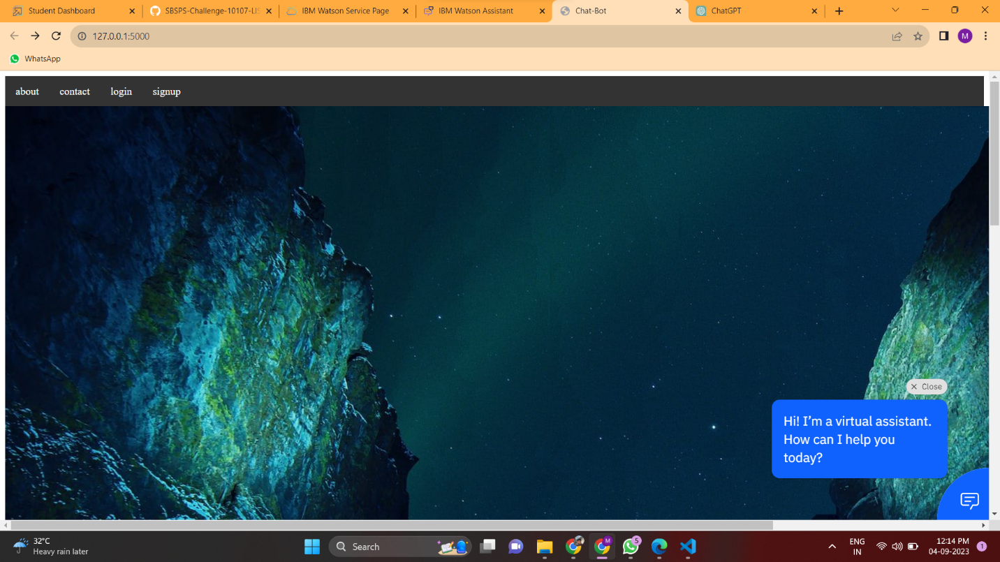 Student Dashboard
SBSPS-Challenge-10107-LIS
IBM Watson Service Page
IBM Watson Assistant
Chat-Bot
ChatGPT
127.0.0.1:5000
M
WhatsApp
about contact login signup
Close
Hi! I’m a virtual assistant.
How can I help you
today?
32°C
Heavy rain later
Search
M
5
ENG
IN
12:14 PM
04-09-2023
1